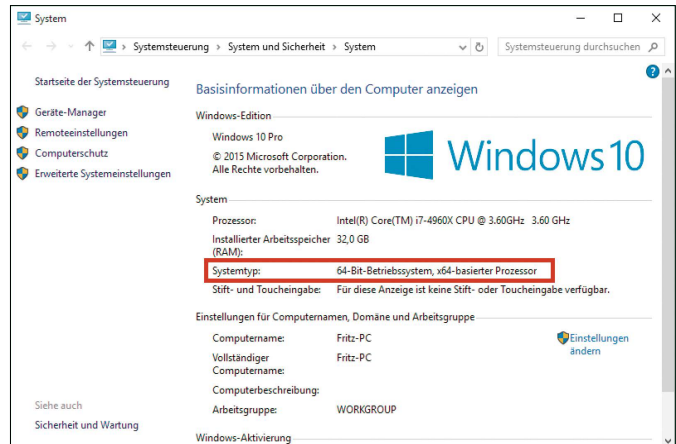 System
Systemsteuerung > System und Sicherheit > System
Systemsteuerung durchsuchen
Startseite der Systemsteuerung
Geräte-Manager
Remoteeinstellungen
Computerschutz
Erweiterte Systemeinstellungen
Siehe auch
Sicherheit und Wartung
Basisinformationen über den Computer anzeigen
Windows-Edition
Windows 10 Pro
© 2015 Microsoft Corporation.
Alle Rechte vorbehalten.
Windows 10
System
Prozessor: Intel(R) Core(TM) i7-4960X CPU @ 3.60GHz 3.60 GHz
Installierter Arbeitsspeicher 32,0 GB
(RAM):
Systemtyp: 64-Bit-Betriebssystem, x64-basierter Prozessor
Stift- und Toucheingabe: Für diese Anzeige ist keine Stift- oder Toucheingabe verfügbar.
Einstellungen für Computernamen, Domäne und Arbeitsgruppe
Computername: Fritz-PC
Einstellungen
ändern
Vollständiger Fritz-PC
Computername:
Computerbeschreibung:
Arbeitsgruppe: WORKGROUP
Windows-Aktivierung